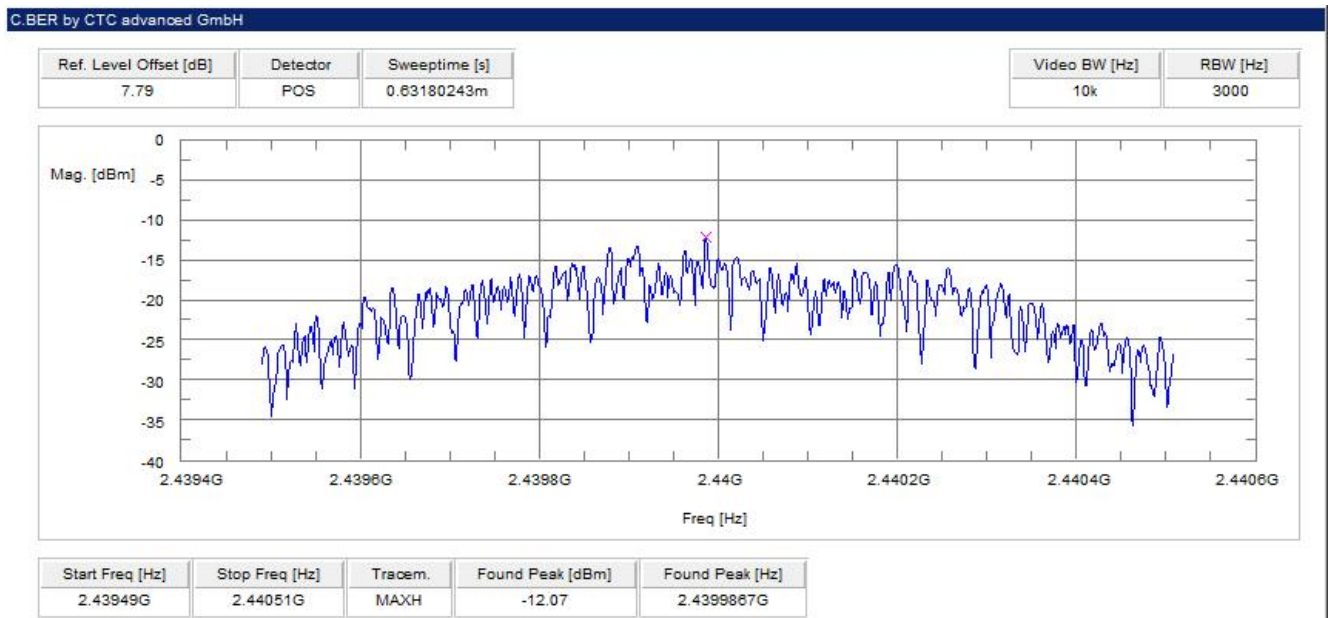 C.BER by CTC advanced GmbH
Ref. Level Offset [dB] Detector Sweeptime [s] Video BW [Hz] RBW [Hz]
7.79 POS 0.63180243m 10k 3000
0
Mag. [dBm] -5
-10
-15
-20
-25
-30
-35
-40
2.4394G 2.4396G 2.4398G 2.44G 2.4402G 2.4404G 2.4406G
Freq [Hz]
Start Freq [Hz] Stop Freq [Hz] Tracem. Found Peak [dBm] Found Peak [Hz]
2.43949G 2.44051G MAXH -12.07 2.4399867G